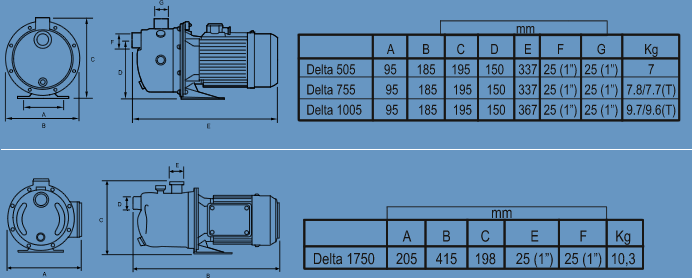 G
F
D
C
A
B
E
mm
A B C D E F G Kg
Delta 505 95 185 195 150 337 25 (1") 25 (1") 7
Delta 755 95 185 195 150 337 25 (1") 25 (1") 7.8/7.7(T)
Delta 1005 95 185 195 150 367 25 (1") 25 (1") 9.7/9.6(T)
E
D
C
A
B
mm
A B C E F Kg
Delta 1750 205 415 198 25 (1") 25 (1") 10,3